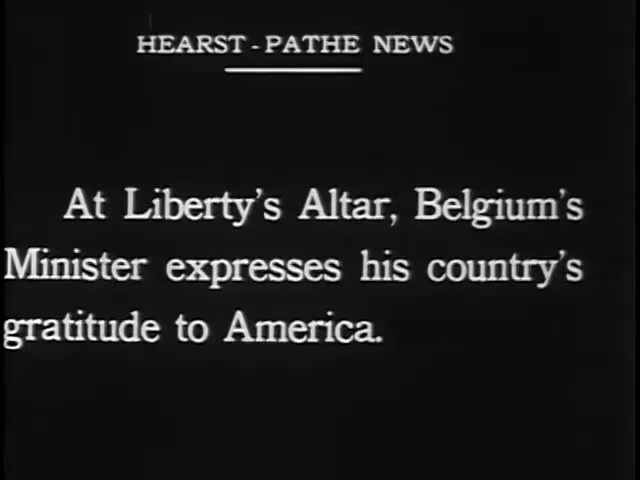 HEARST-PATHE NEWS
At Liberty's Altar, Belgium's
Minister expresses his country's
gratitude to America.